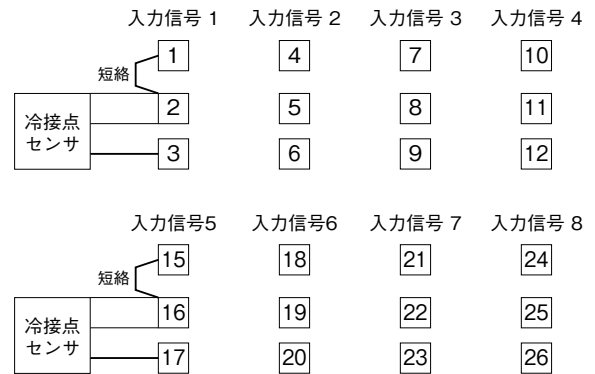 入力信号 1 入力信号 2 入力信号 3 入力信号 4
1 4 7 10
短絡
2 5 8 11
冷接点
センサ
3 6 9 12
入力信号5 入力信号6 入力信号 7 入力信号 8
15 18 21 24
短絡
16 19 22 25
冷接点
センサ
17 20 23 26